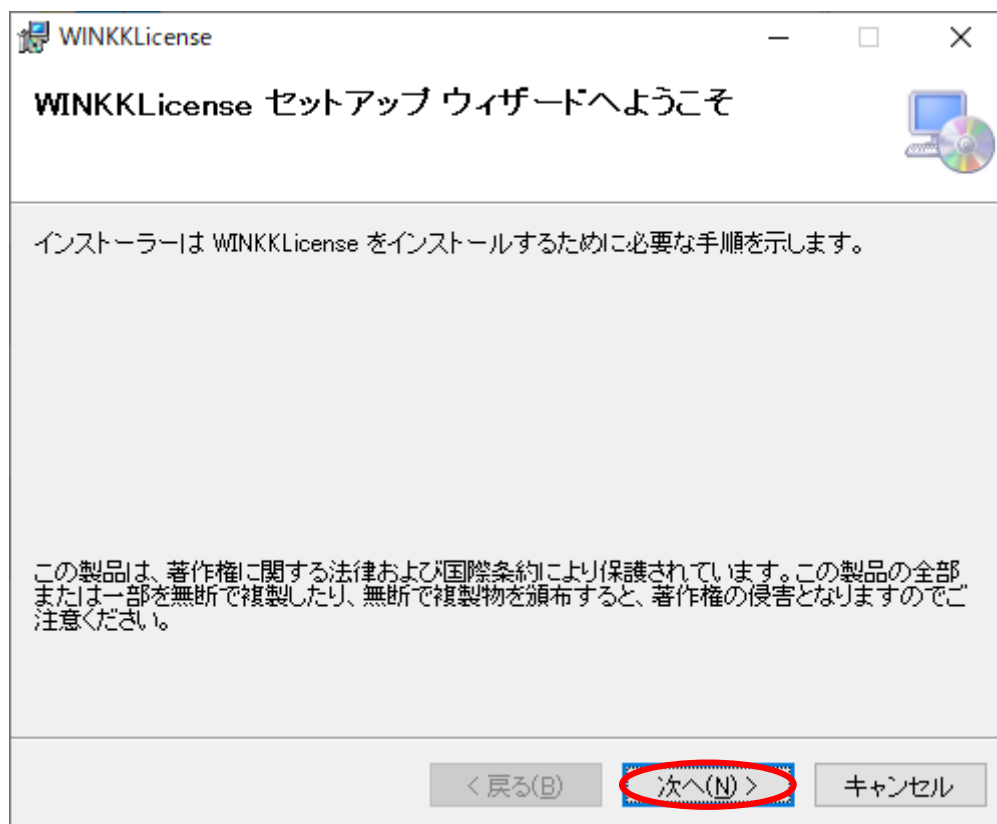 WINKKLicense
WINKKLicense セットアップ ウィザードへようこそ
インストーラーは WINKKLicense をインストールするために必要な手順を示します。
この製品は、著作権に関する法律および国際条約により保護されています。この製品の全部
または一部を無断で複製したり、無断で複製物を頒布すると、著作権の侵害となりますのでご
注意ください。
< 戻る(B)
次へ(N) >
キャンセル